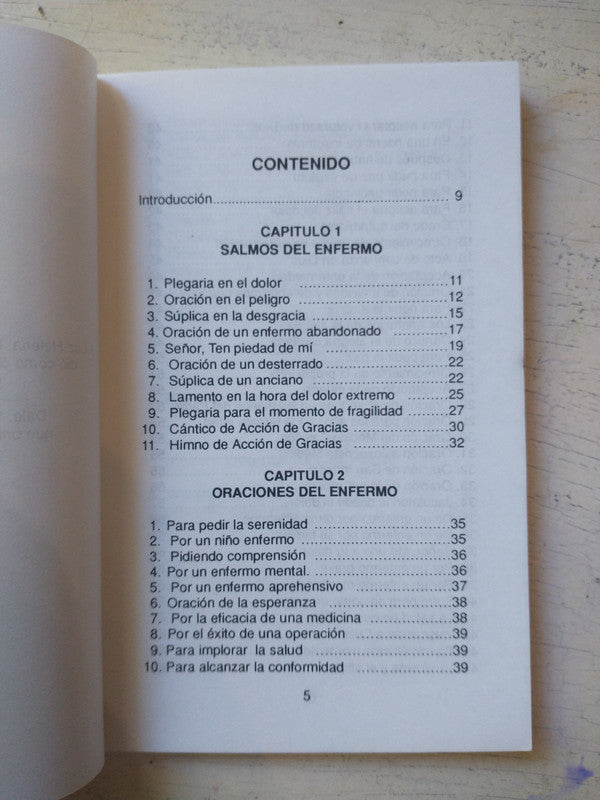 CONTENIDO
Introducción.................................................... 9
CAPITULO 1
SALMOS DEL ENFERMO
1. Plegaria en el dolor ..................................11
2. Oración en el peligro ..................................12
3. Súplica en la desgracia ..................................15
4. Oración de un enfermo abandonado ............17
5. Señor, Ten piedad de mí ..............................19
6. Oración de un desterrado ..........................22
7. Súplica de un anciano ................................22
8. Lamento en la hora del dolor extremo ..........25
9. Plegaria para el momento de fragilidad .........27
10. Cántico de Acción de Gracias .....................30
11. Himno de Acción de Gracias .......................32
CAPITULO 2
ORACIONES DEL ENFERMO
1. Para pedir la serenidad ...............................35
2. Por un niño enfermo ...................................35
3. Pidiendo comprensión ................................36
4. Por un enfermo mental. ...............................36
5. Por un enfermo aprehensivo ......................37
6. Oración de la esperanza ............................38
7. Por la eficacia de una medicina ..................38
8. Por el éxito de una operación .....................39
9. Para implorar la salud ...............................39
10. Para alcanzar la conformidad .....................39
5